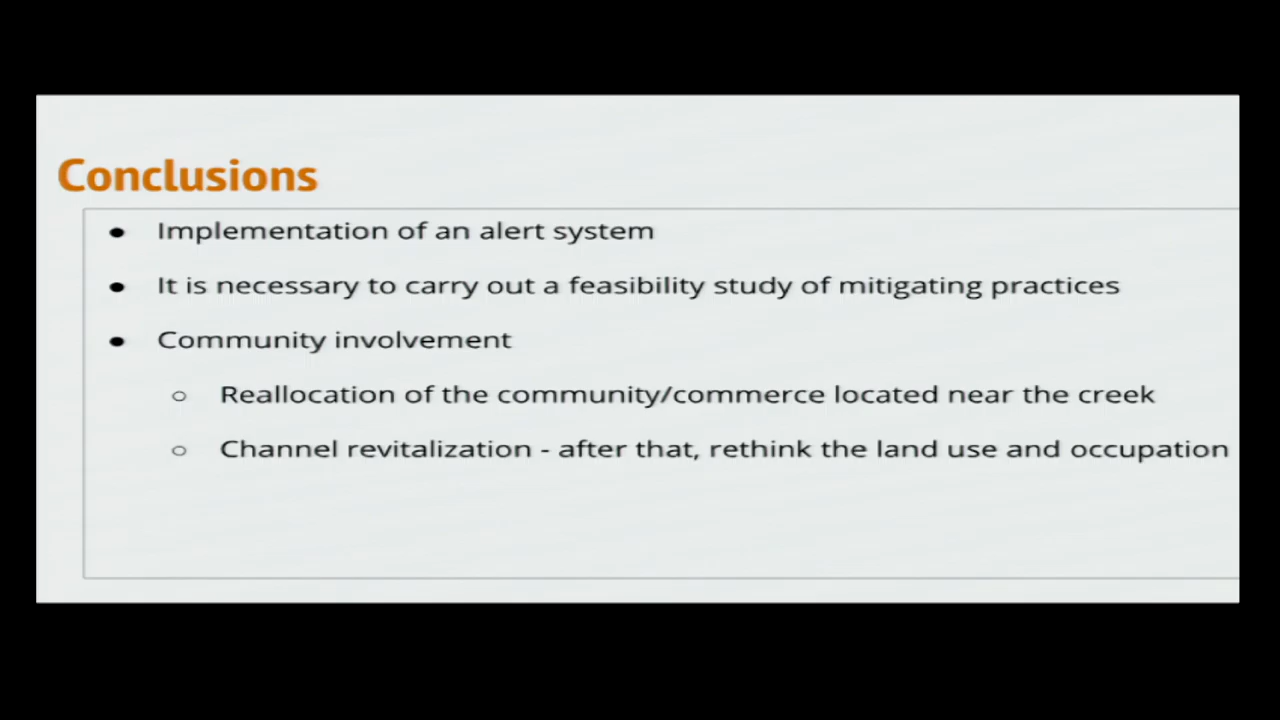 Conclusions
● Implementation of an alert system
● It is necessary to carry out a feasibility study of mitigating practices
● Community involvement
○ Reallocation of the community/commerce located near the creek
○ Channel revitalization - after that, rethink the land use and occupation